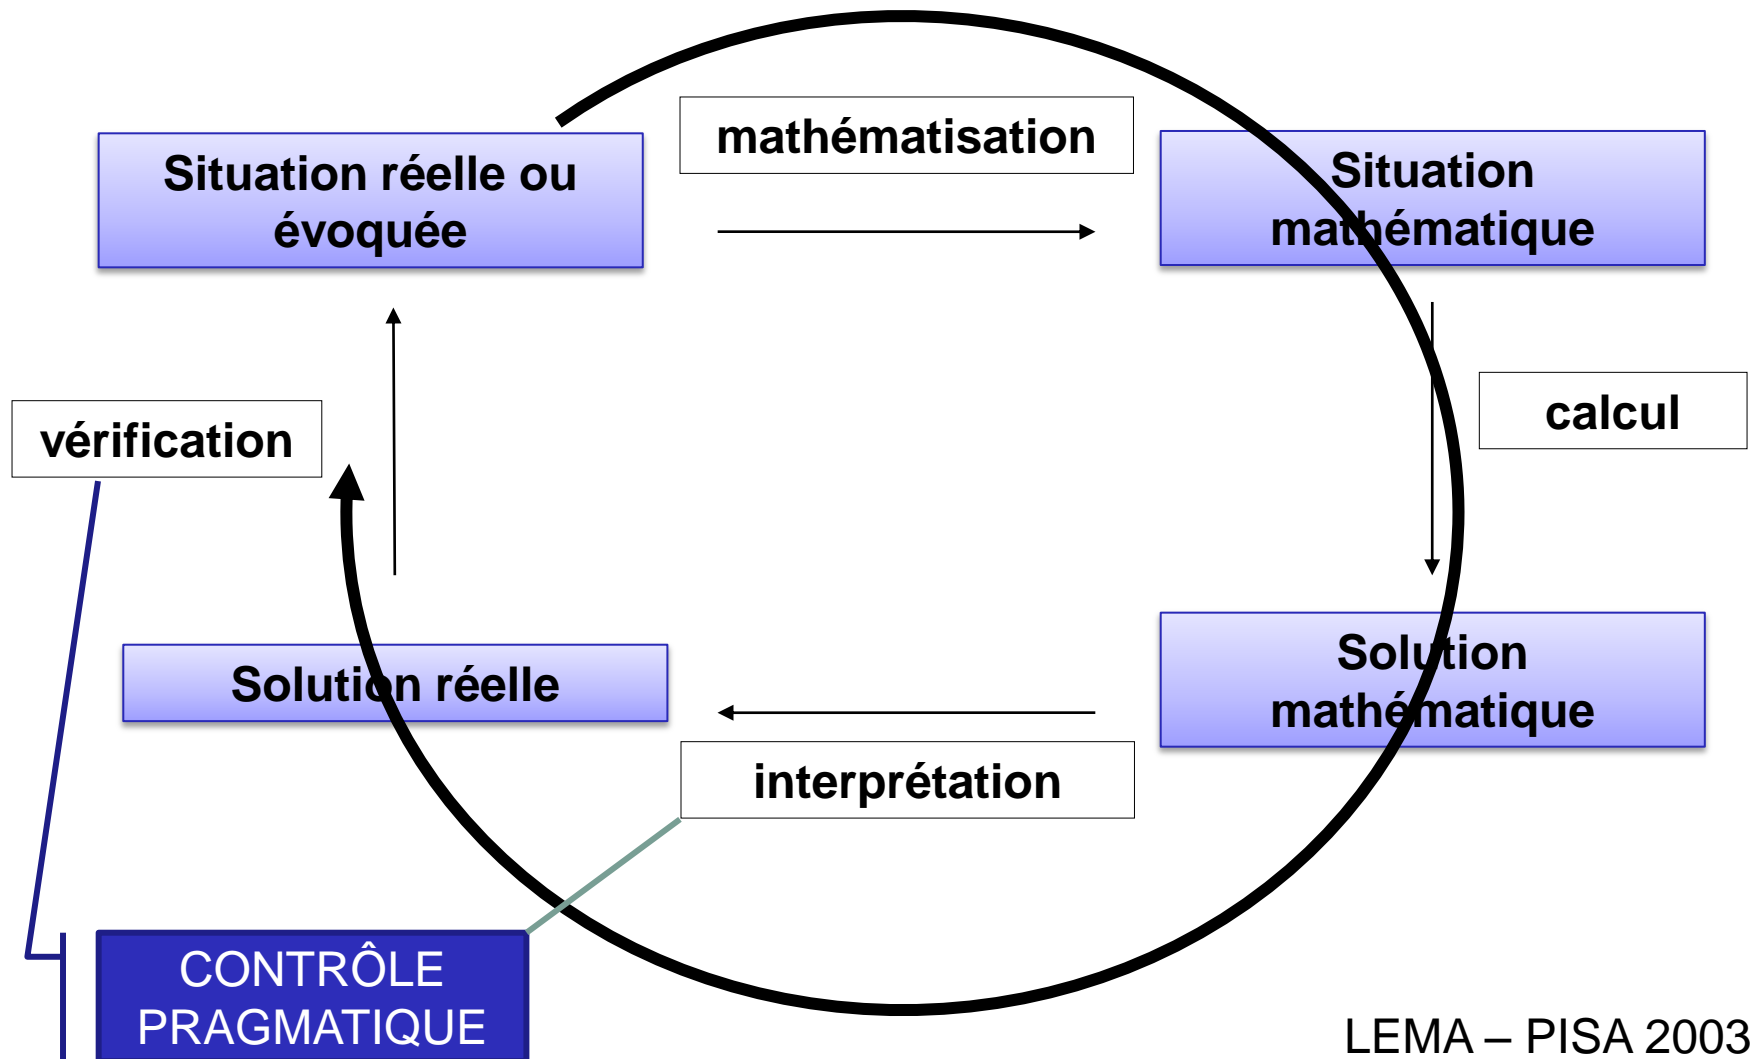 mathématisation
Situation réelle ou
évoquée
Situation
mathématique
vérification
calcul
Solution réelle
Solution
mathématique
interprétation
CONTRÔLE
PRAGMATIQUE
LEMA – PISA 2003